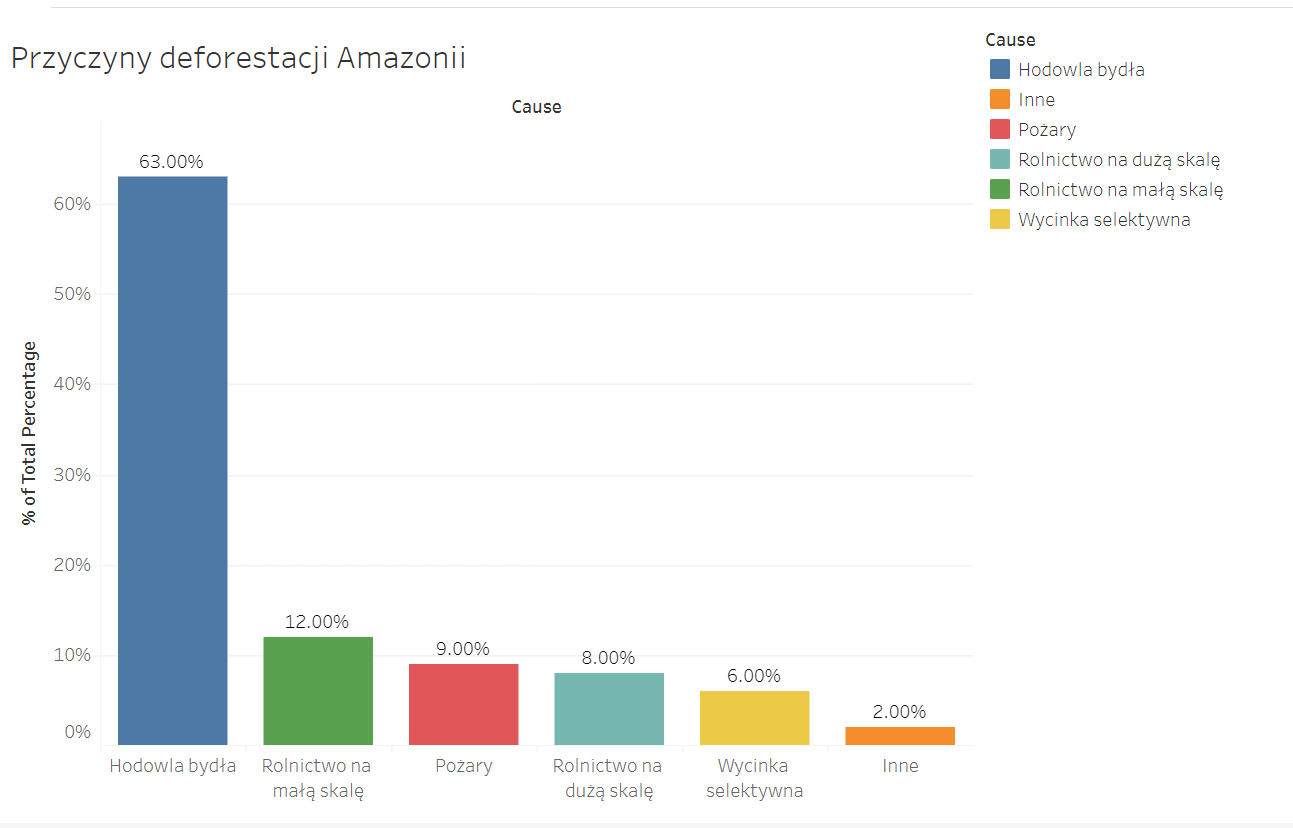 Przyczyny deforestacji Amazonii
Cause
% of Total Percentage
60%
50%
40%
30%
20%
10%
0%
63.00%
12.00%
9.00%
8.00%
6.00%
2.00%
Hodowla bydła
Rolnictwo na
małą skalę
Pożary
Rolnictwo na
dużą skalę
Wycinka
selektywna
Inne
Cause
Hodowla bydła
Inne
Pożary
Rolnictwo na dużą skalę
Rolnictwo na małą skalę
Wycinka selektywna